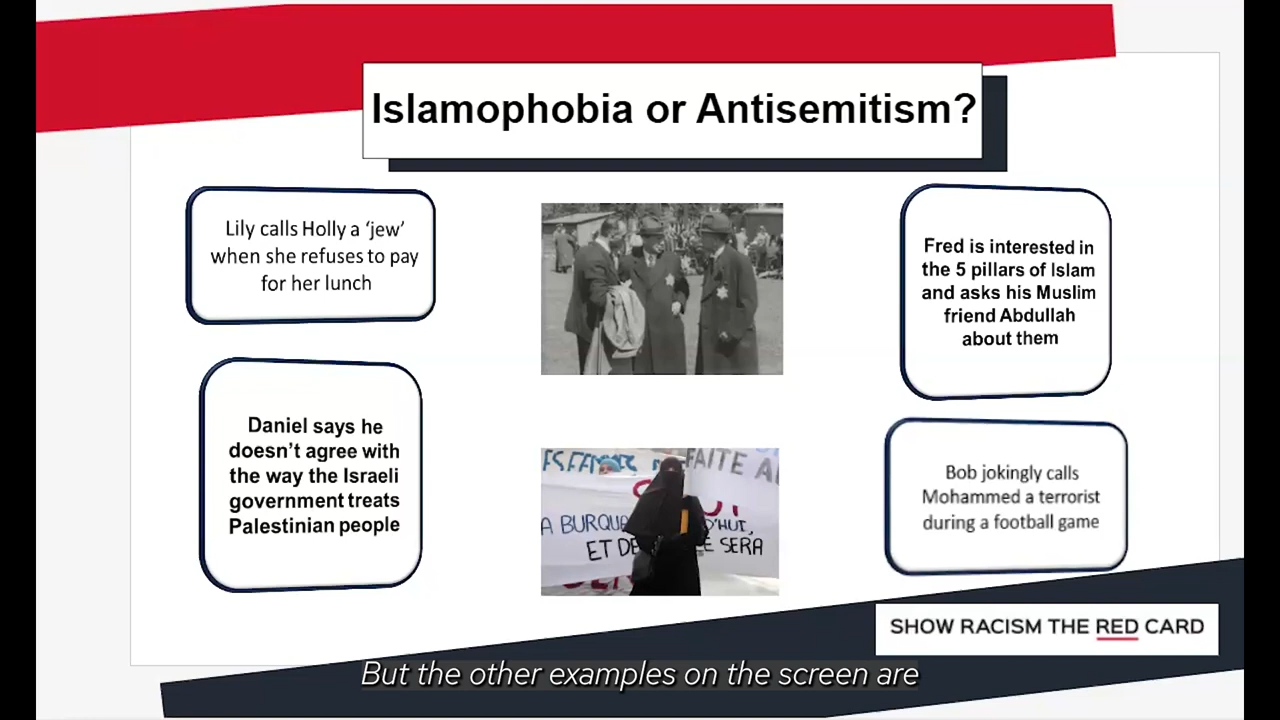 Islamophobia or Antisemitism?
Lily calls Holly a ‘jew’
when she refuses to pay
for her lunch
Daniel says he
doesn’t agree with
the way the Israeli
government treats
Palestinian people
FAITE A
A BURQUA
D'HUI,
ET DE
E SERA
Fred is interested in
the 5 pillars of Islam
and asks his Muslim
friend Abdullah
about them
Bob jokingly calls
Mohammed a terrorist
during a football game
SHOW RACISM THE RED CARD
But the other examples on the screen are